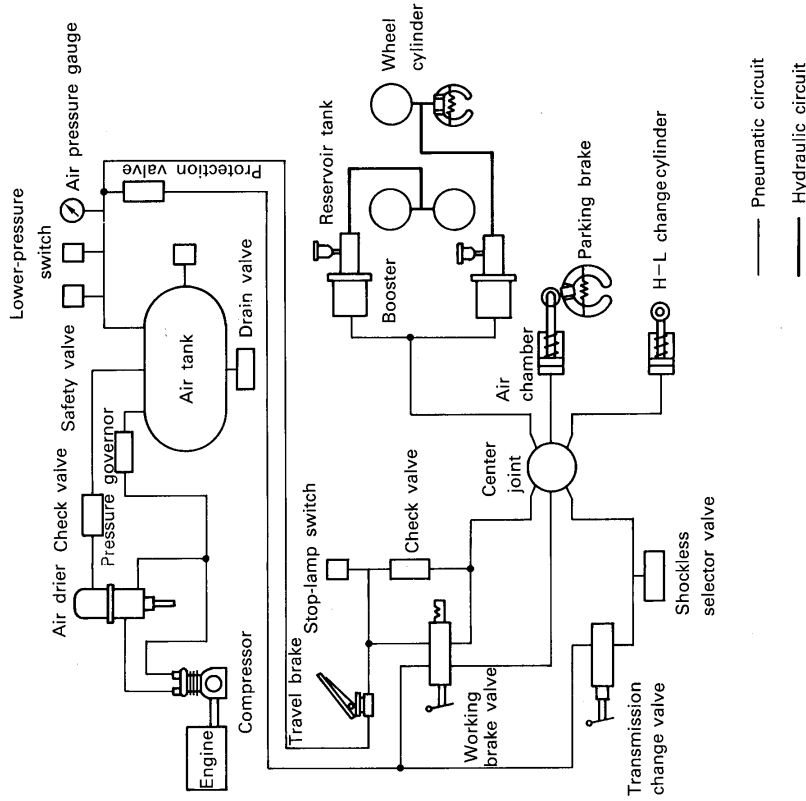 Lower-pressure
switch
Air pressure gauge
Safety valve
Protection valve
Air drier
Check valve
Pressure governor
Air tank
Drain valve
Engine
Compressor
Wheel
cylinder
Reservoir tank
Booster
Travel brake
Stop-lamp switch
Check valve
Working
brake valve
Center
joint
Air
chamber
Parking brake
H-L change cylinder
Transmission
change valve
Shockless
selector valve
Pneumatic circuit
Hydraulic circuit